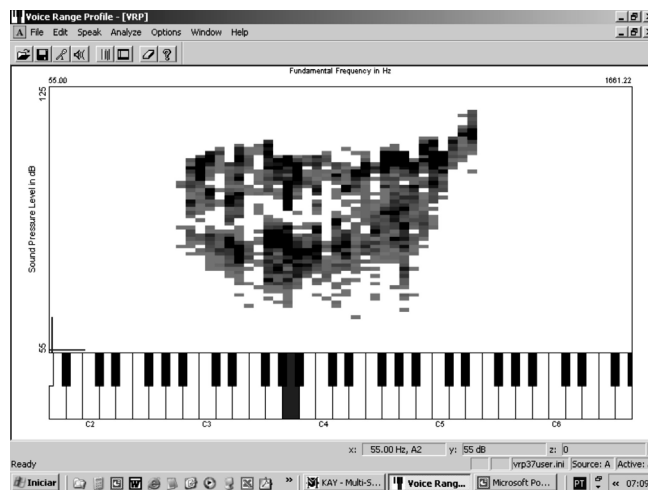 Voice Range Profile - [VRP]
A File Edit Speak Analyze Options Window Help
Fundamental Frequency in Hz
55.00 1661.22
125
Sound Pressure Level in dB
55
C2 C3 C4 C5 C6
x: 55.00 Hz, A2 y: 55 dB z: 0
Ready vrp37user.ini Source: A Active:
Iniciar » KAY - Multi-S... Voice Rang... Microsoft Po... PT « 07:09